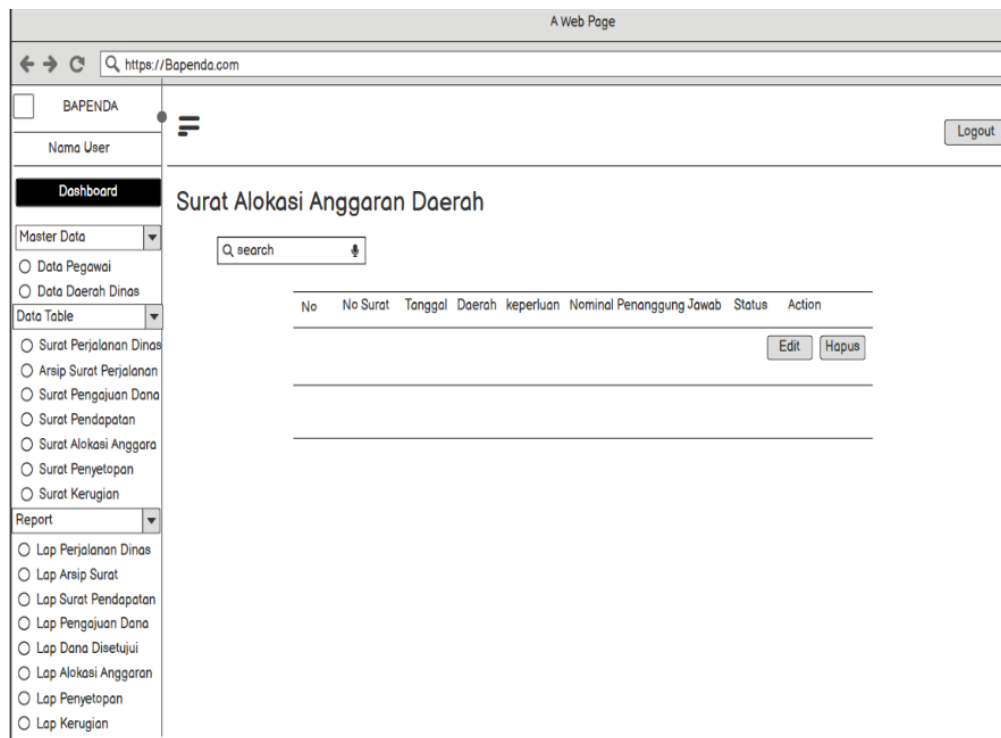 A Web Page
https://Bapenda.com
BAPENDA
Nama User
Logout
Dashboard
Master Data
Data Pegawai
Data Daerah Dinas
Data Table
Surat Perjalanan Dinas
Arsip Surat Perjalanan
Surat Pengajuan Dana
Surat Pendapatan
Surat Alokasi Anggara
Surat Penyetopan
Surat Kerugian
Report
Lap Perjalanan Dinas
Lap Arsip Surat
Lap Surat Pendapatan
Lap Pengajuan Dana
Lap Dana Disetujui
Lap Alokasi Anggaran
Lap Penyetopan
Lap Kerugian
Surat Alokasi Anggaran Daerah
search
No No Surat Tanggal Daerah keperluan Nominal Penanggung Jawab Status Action
Edit Hapus